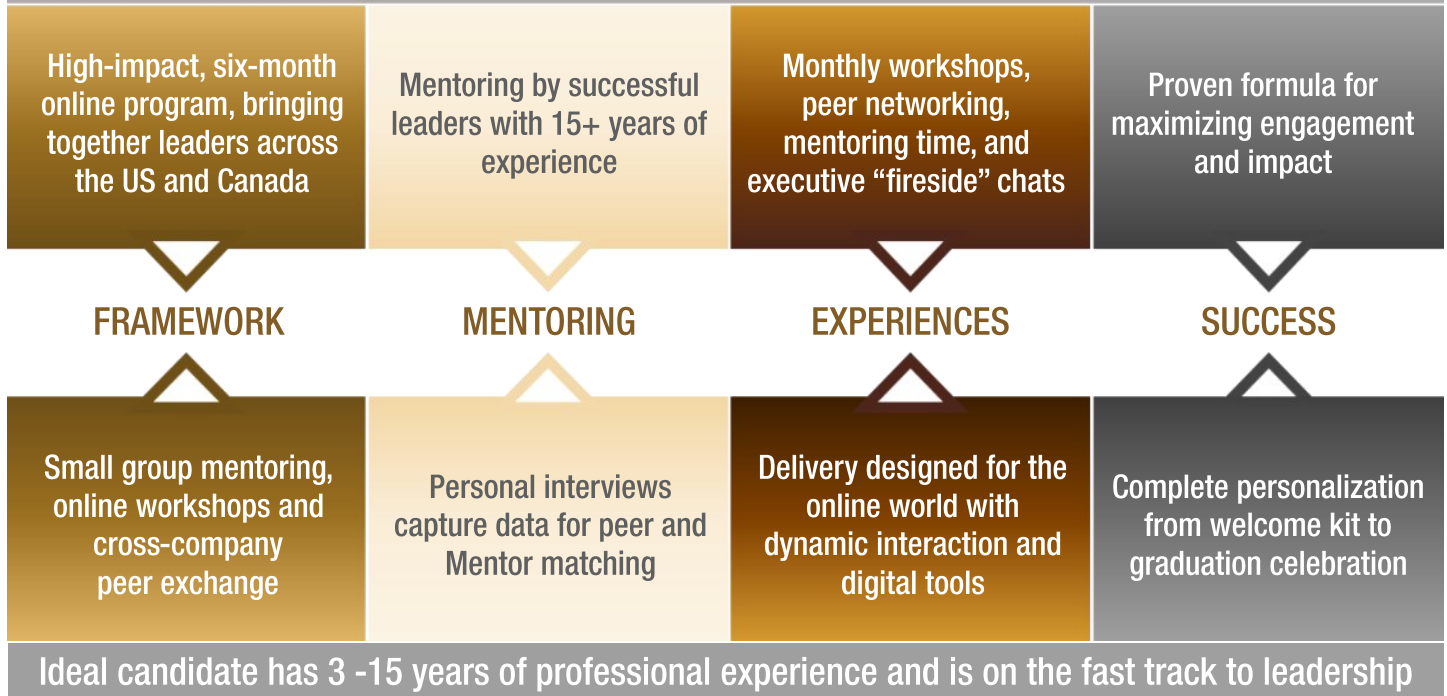 High-impact, six-month
online program, bringing
together leaders across
the US and Canada
Mentoring by successful
leaders with 15+ years of
experience
Monthly workshops,
peer networking,
mentoring time, and
executive “fireside” chats
Proven formula for
maximizing engagement
and impact
FRAMEWORK
MENTORING
EXPERIENCES
SUCCESS
Small group mentoring,
online workshops and
cross-company
peer exchange
Personal interviews
capture data for peer and
Mentor matching
Delivery designed for the
online world with
dynamic interaction and
digital tools
Complete personalization
from welcome kit to
graduation celebration
Ideal candidate has 3 -15 years of professional experience and is on the fast track to leadership